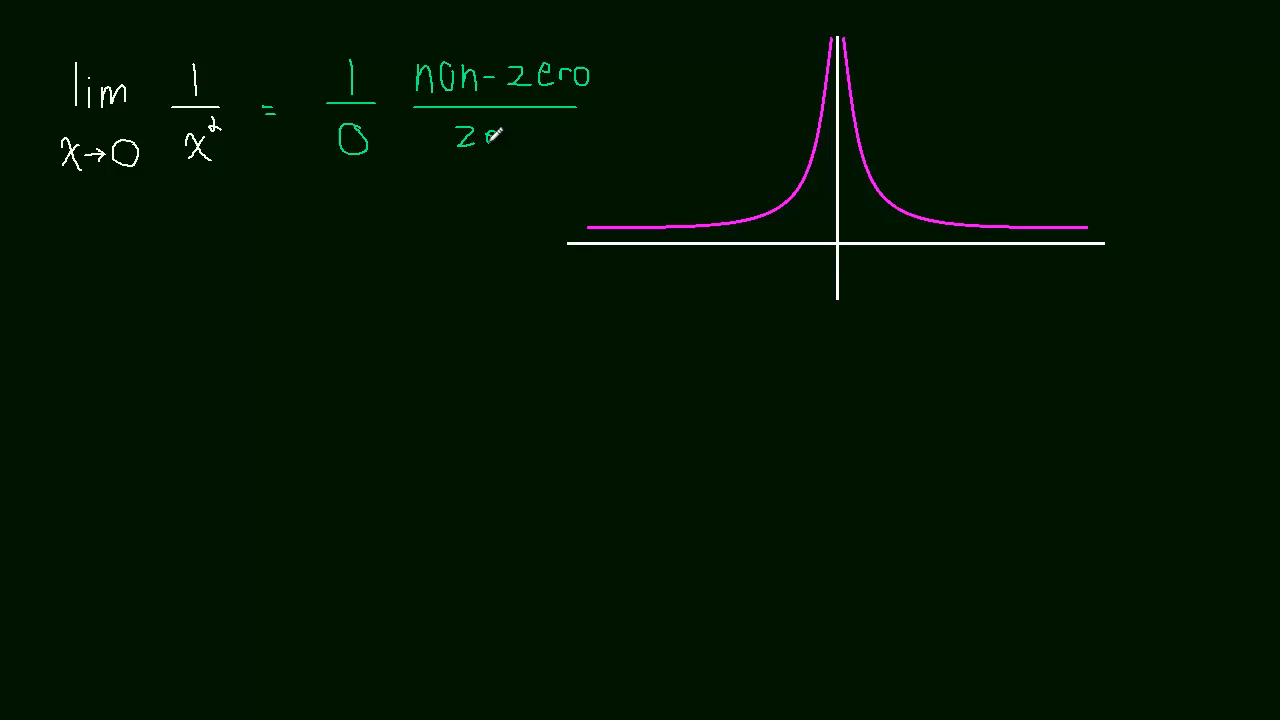 lim 1/x² = 1/0 non-zero
x→0 ze